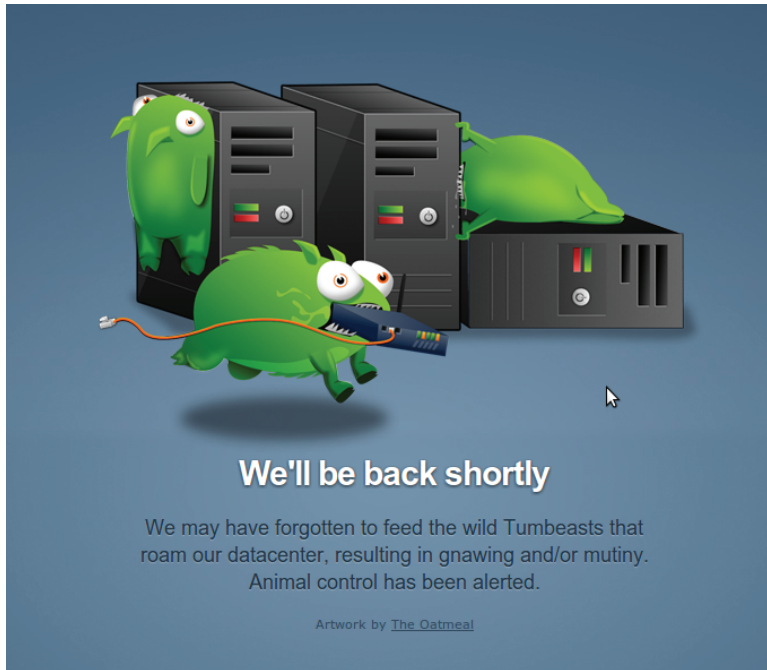 We'll be back shortly
We may have forgotten to feed the wild Tumbeasts that
roam our datacenter, resulting in gnawing and/or mutiny.
Animal control has been alerted.
Artwork by The Oatmeal